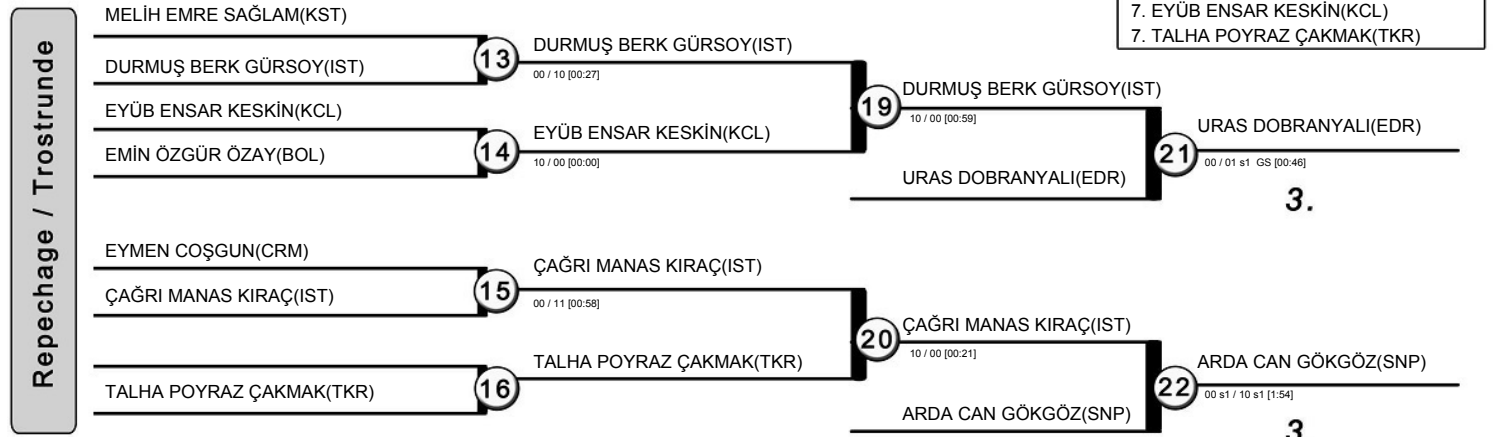 7. EYÜB ENSAR KESKİN(KCL)
7. TALHA POYRAZ ÇAKMAK(TKR)
Repechage / Trostrunde
MELİH EMRE SAĞLAM(KST)
DURMUŞ BERK GÜRSOY(IST)
13
DURMUŞ BERK GÜRSOY(IST)
00 / 10 [00:27]
EYÜB ENSAR KESKİN(KCL)
EMİN ÖZGÜR ÖZAY(BOL)
14
EYÜB ENSAR KESKİN(KCL)
10 / 00 [00:00]
19
DURMUŞ BERK GÜRSOY(IST)
10 / 00 [00:59]
URAS DOBRANYALI(EDR)
21
URAS DOBRANYALI(EDR)
00 / 01 s1 GS [00:46]
3.
EYMEN COŞGUN(CRM)
ÇAĞRI MANAS KIRAÇ(IST)
15
ÇAĞRI MANAS KIRAÇ(IST)
00 / 11 [00:58]
TALHA POYRAZ ÇAKMAK(TKR)
16
TALHA POYRAZ ÇAKMAK(TKR)
20
ÇAĞRI MANAS KIRAÇ(IST)
10 / 00 [00:21]
ARDA CAN GÖKGÖZ(SNP)
22
ARDA CAN GÖKGÖZ(SNP)
00 s1 / 10 s1 [1:54]
3